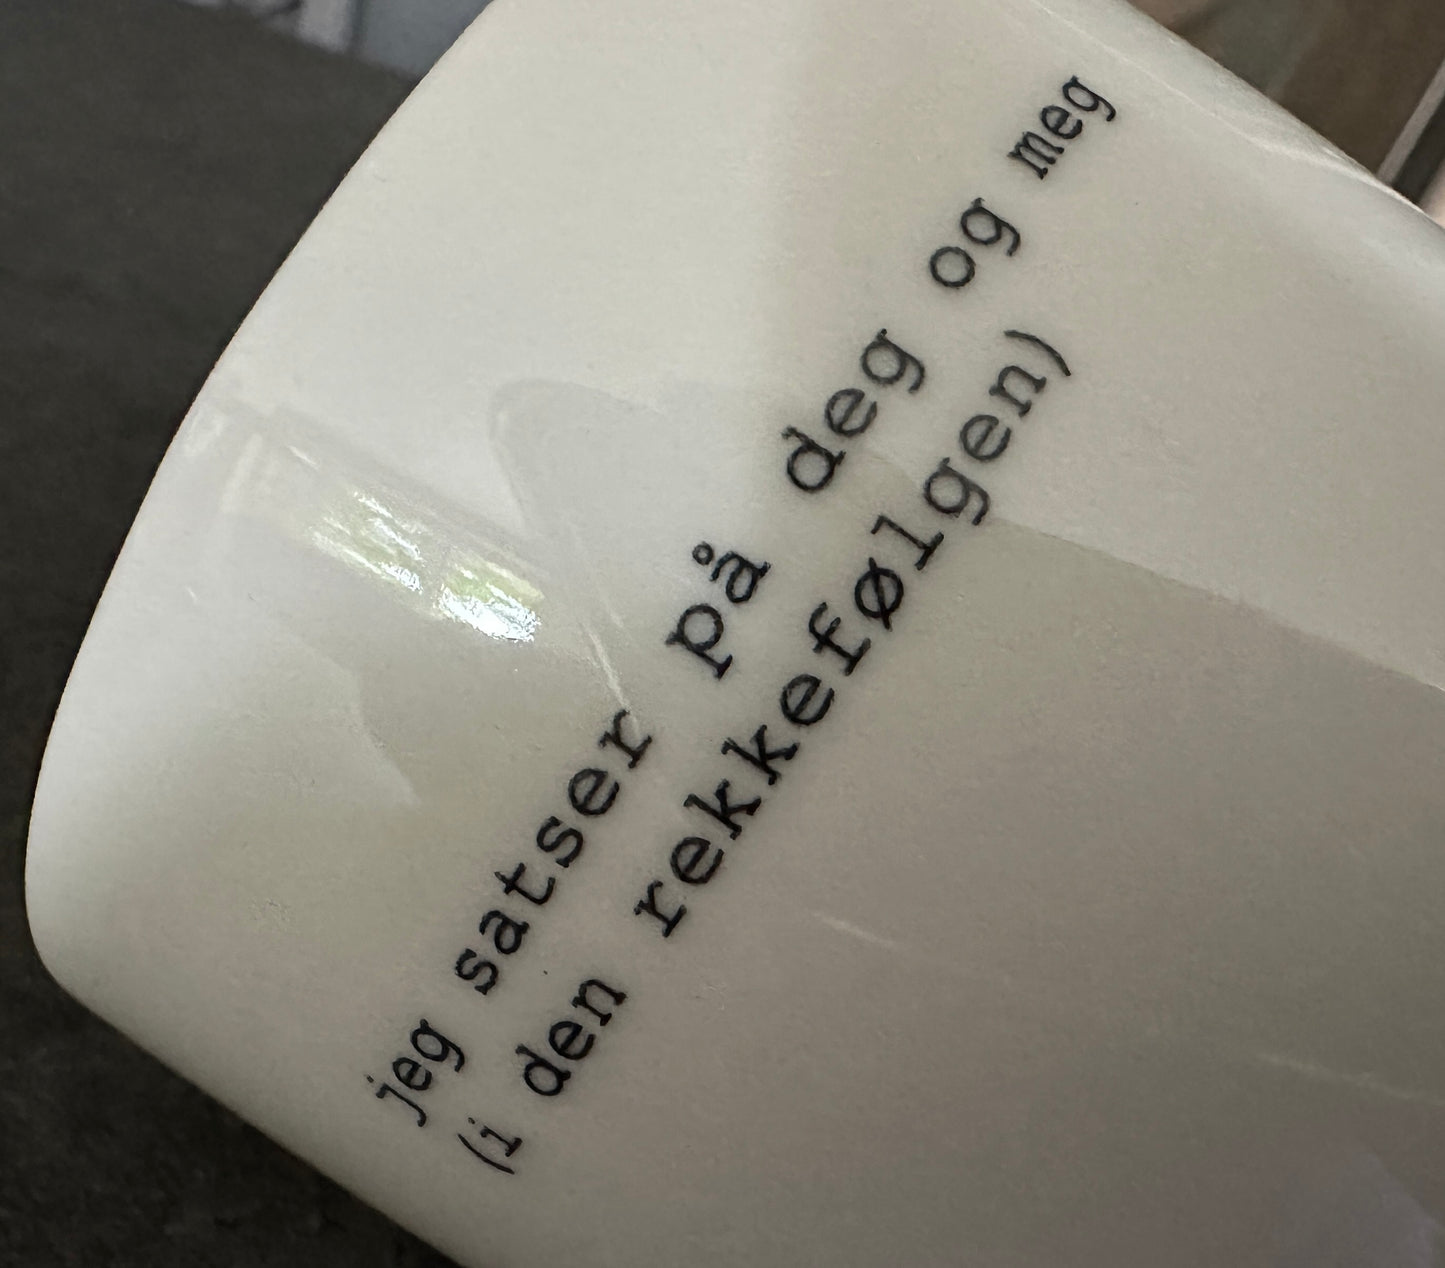 jeg satser på deg og meg
(i den rekkefølgen)